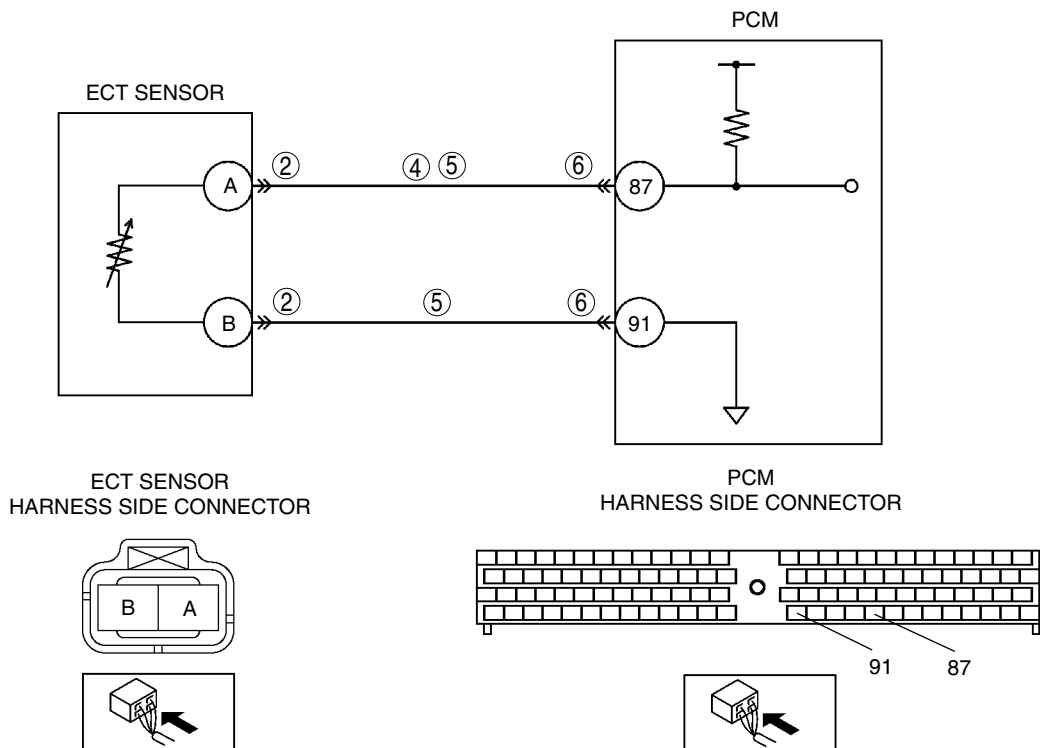 PCM
ECT SENSOR
② ④ ⑤ ⑥
A 87
② ⑤ ⑥
B 91
ECT SENSOR
HARNESS SIDE CONNECTOR
PCM
HARNESS SIDE CONNECTOR
B A
91 87